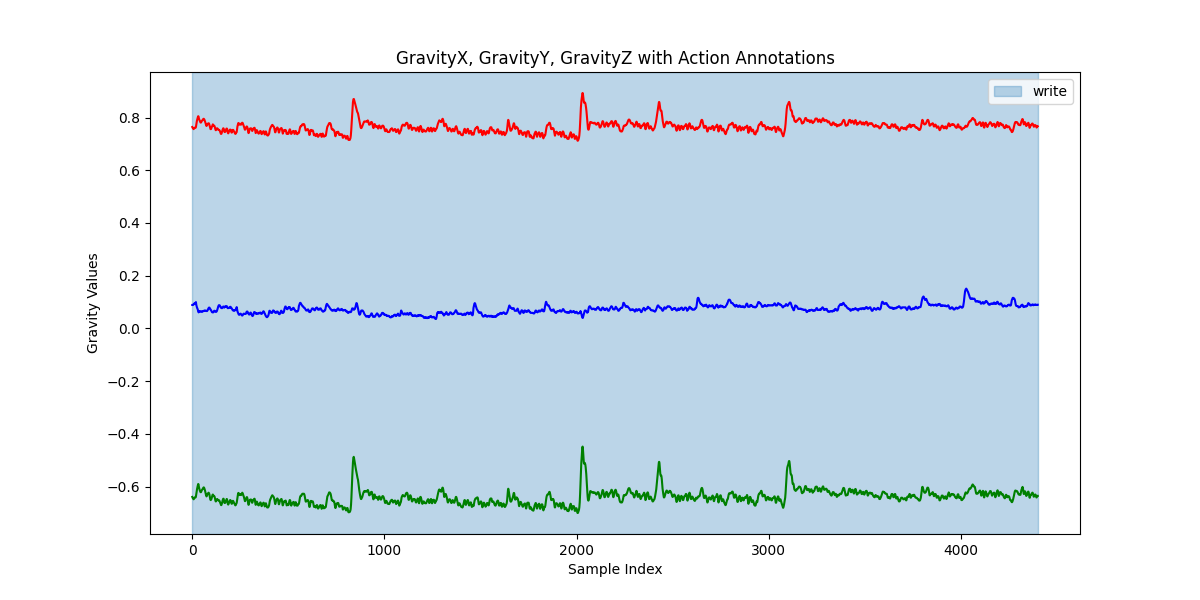 GravityX, GravityY, GravityZ with Action Annotations
write
Gravity Values
0.8
0.6
0.4
0.2
0.0
−0.2
−0.4
−0.6
0 1000 2000 3000 4000
Sample Index